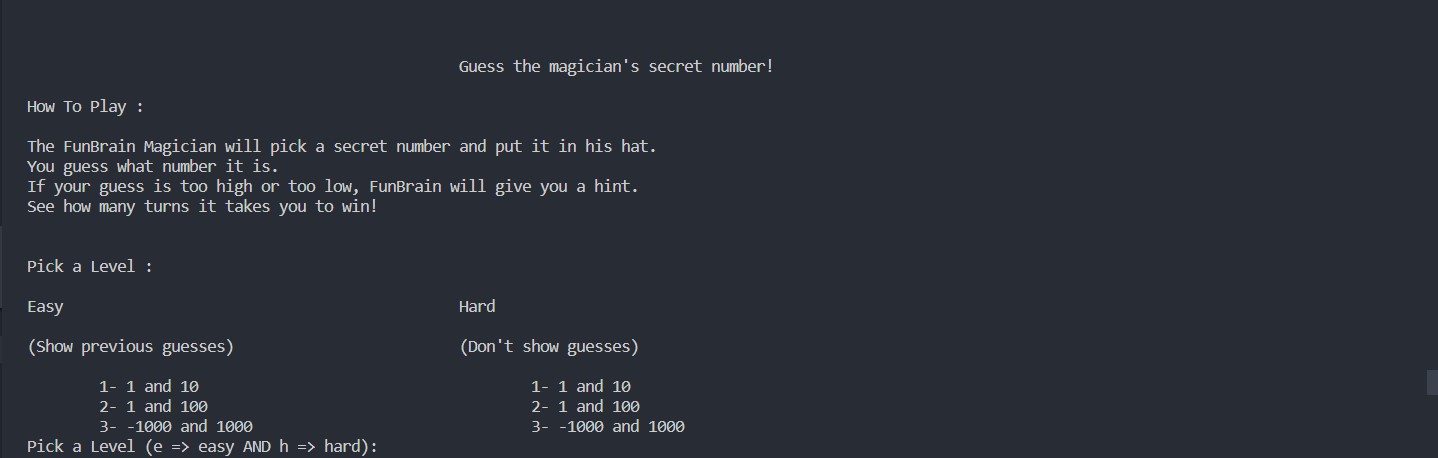 Guess the magician's secret number!
How To Play :
The FunBrain Magician will pick a secret number and put it in his hat.
You guess what number it is.
If your guess is too high or too low, FunBrain will give you a hint.
See how many turns it takes you to win!
Pick a Level :
Easy Hard
(Show previous guesses) (Don't show guesses)
1- 1 and 10 1- 1 and 10
2- 1 and 100 2- 1 and 100
3- -1000 and 1000 3- -1000 and 1000
Pick a Level (e => easy AND h => hard):